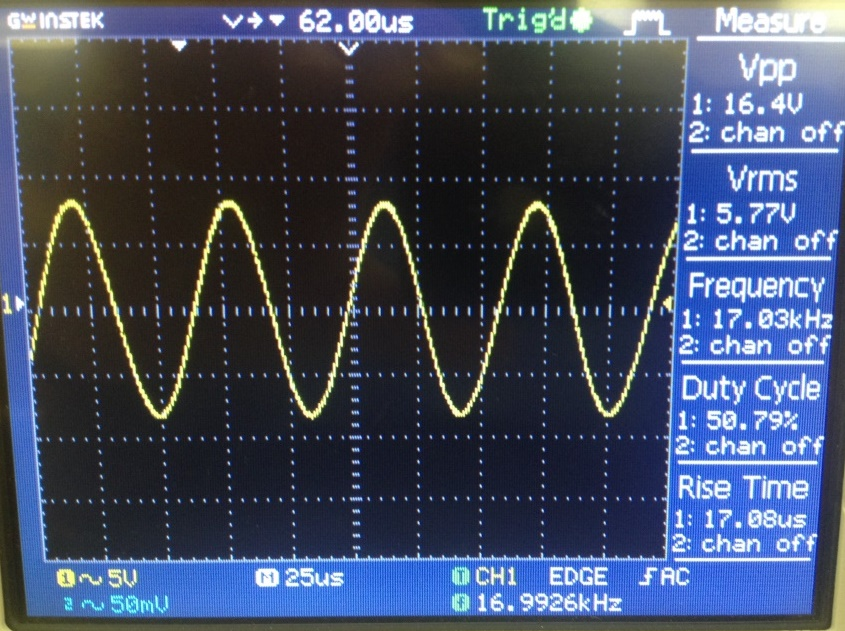 GWINSTEK 62.00us Trig'd Measure
Vpp
1: 16.4V
2: chan off
Vrms
1: 5.77V
2: chan off
Frequency
1: 17.03kHz
2: chan off
Duty Cycle
1: 50.79%
2: chan off
Rise Time
1: 17.08us
2: chan off
1
1 5V M 25us T CH1 EDGE AC
2 50mV f 16.9926kHz